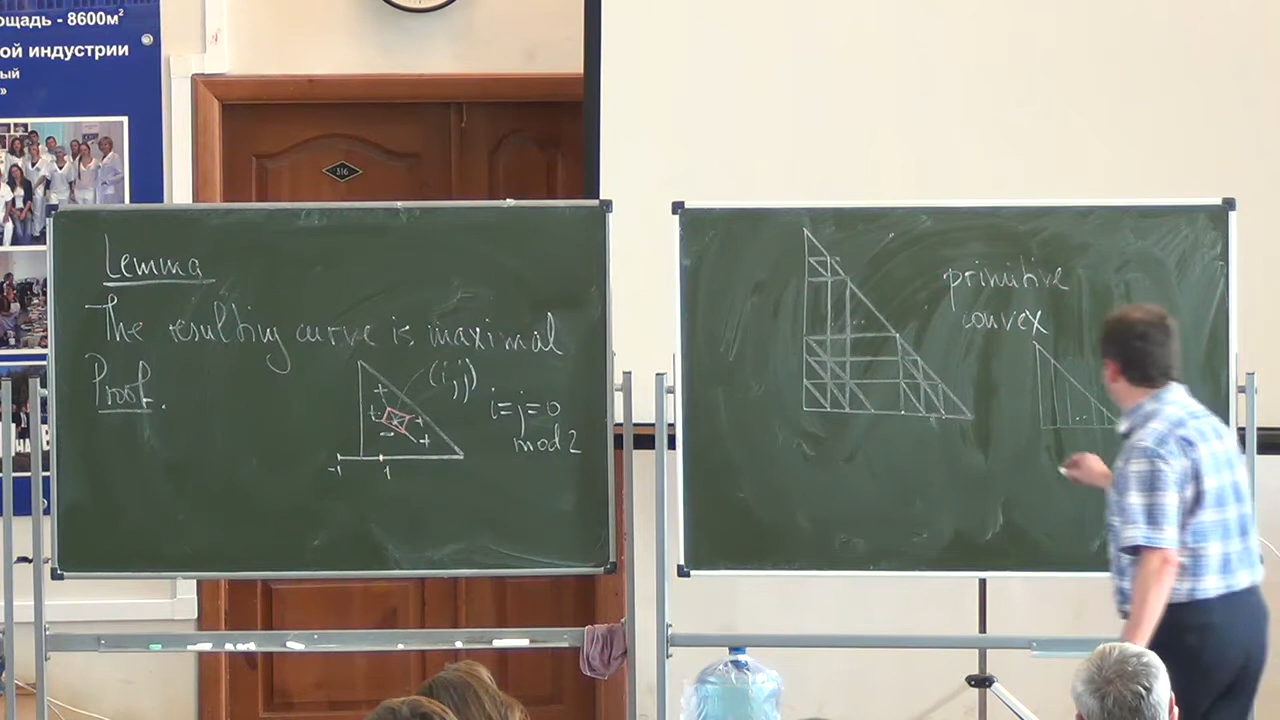 ощадь - 8600м²
ой индустрии
ый
»
316
Lemma
The resulting curve is maximal
Proof.
(i,j)
i=j=0
mod 2
+
+
+
-
+
-1
1
primitive
convex